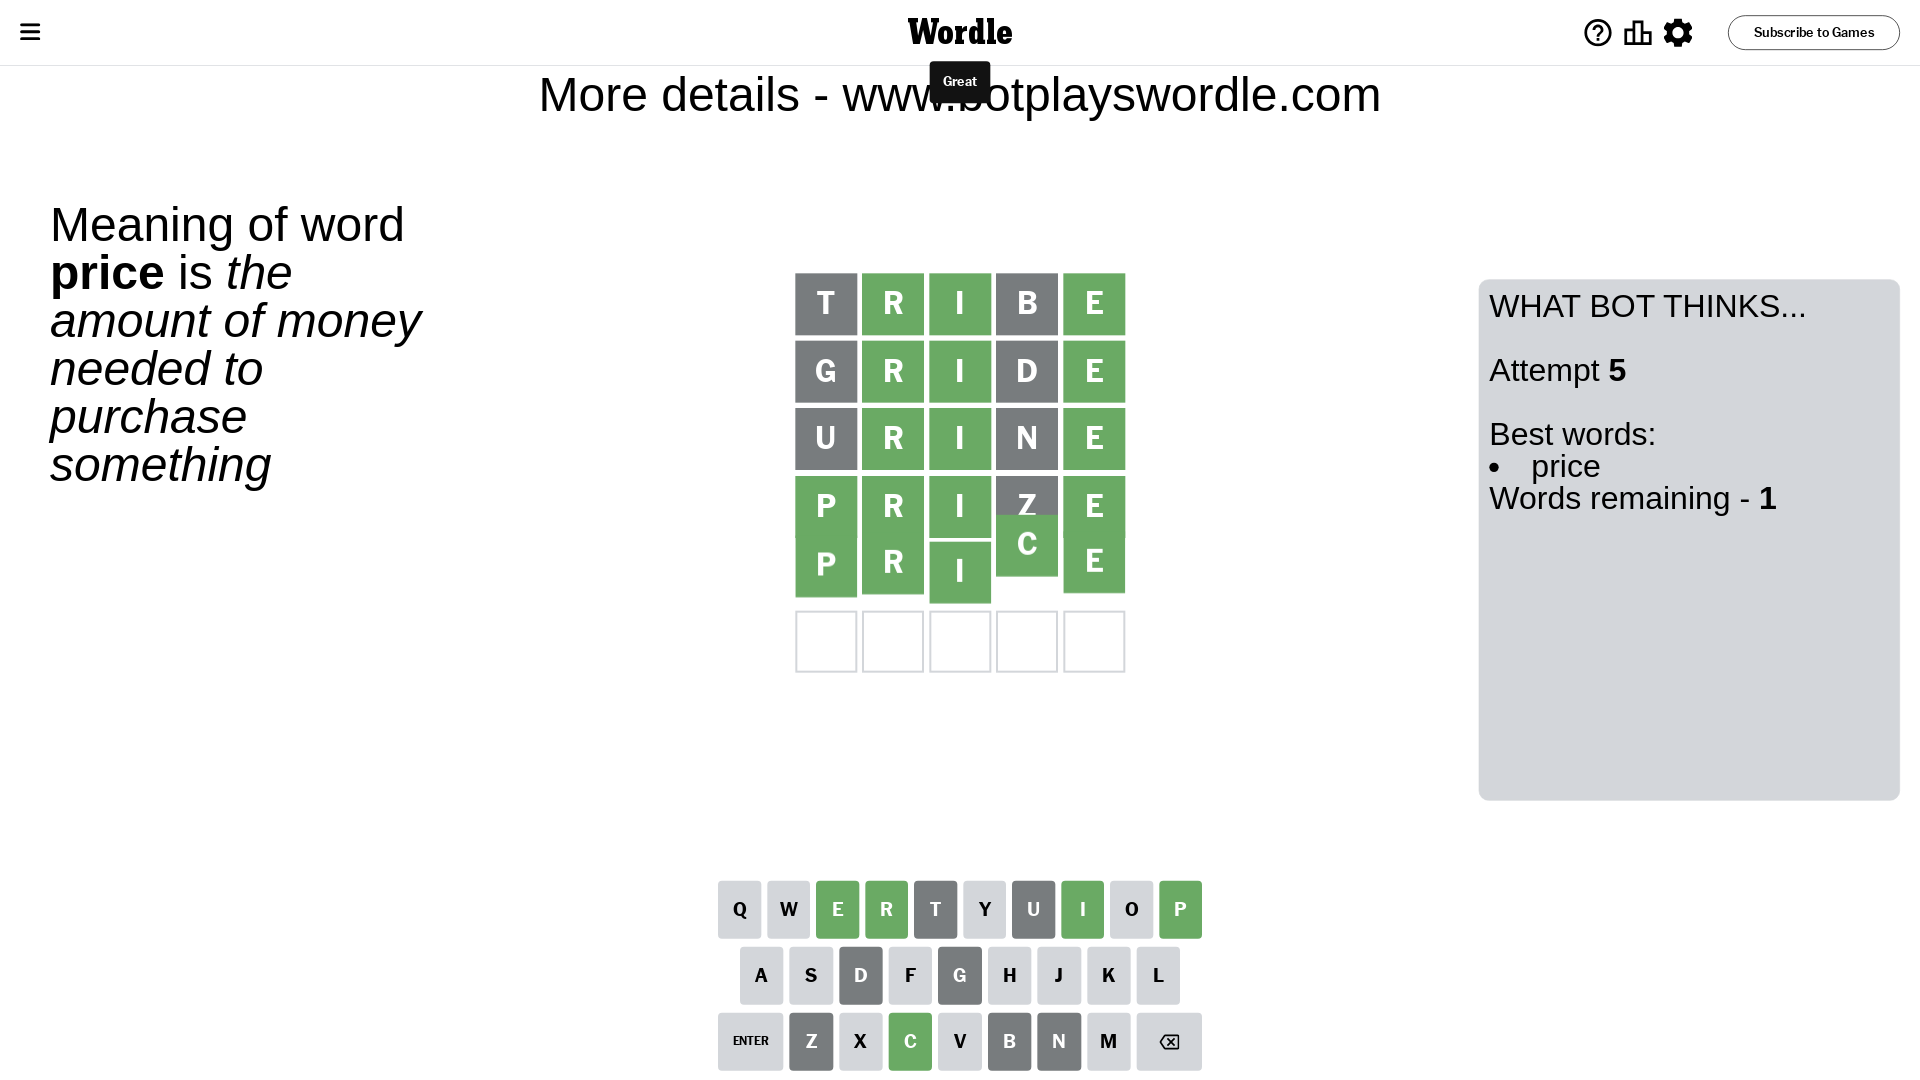 Wordle
Subscribe to Games
Great
More details - www.botplayswordle.com
Meaning of word
price is the
amount of money
needed to
purchase
something
T R I B E
G R I D E
U R I N E
P R I Z E
P R I C E
WHAT BOT THINKS...
Attempt 5
Best words:
• price
Words remaining - 1
Q W E R T Y U I O P
A S D F G H J K L
ENTER Z X C V B N M